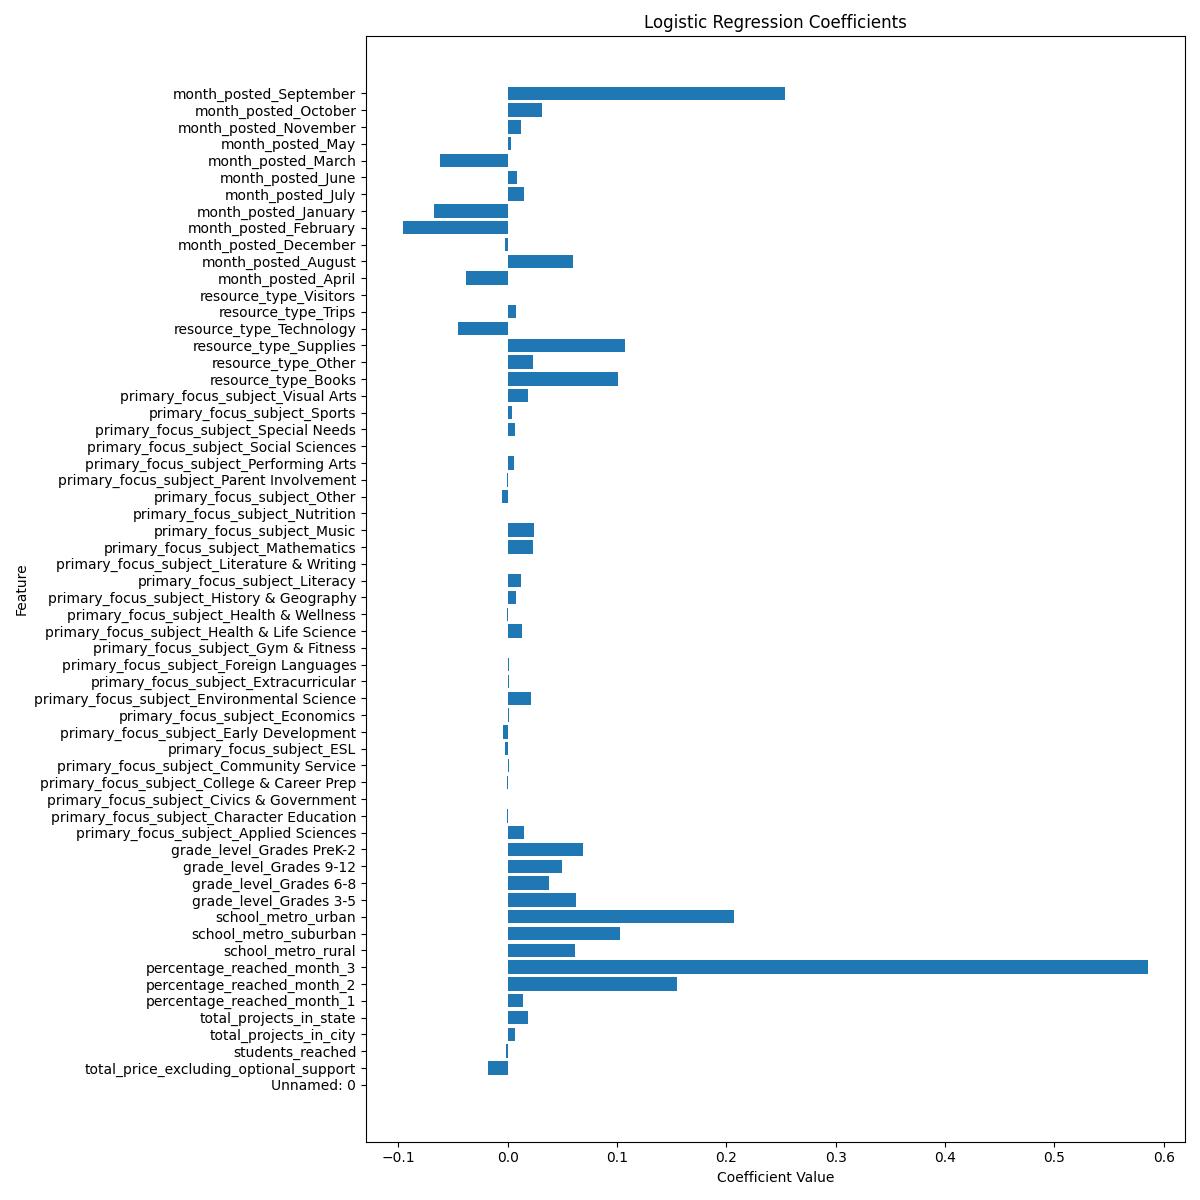 Logistic Regression Coefficients
month_posted_September
month_posted_October
month_posted_November
month_posted_May
month_posted_March
month_posted_June
month_posted_July
month_posted_January
month_posted_February
month_posted_December
month_posted_August
month_posted_April
resource_type_Visitors
resource_type_Trips
resource_type_Technology
resource_type_Supplies
resource_type_Other
resource_type_Books
primary_focus_subject_Visual Arts
primary_focus_subject_Sports
primary_focus_subject_Special Needs
primary_focus_subject_Social Sciences
primary_focus_subject_Performing Arts
primary_focus_subject_Parent Involvement
primary_focus_subject_Other
primary_focus_subject_Nutrition
primary_focus_subject_Music
primary_focus_subject_Mathematics
primary_focus_subject_Literature & Writing
primary_focus_subject_Literacy
primary_focus_subject_History & Geography
primary_focus_subject_Health & Wellness
primary_focus_subject_Health & Life Science
primary_focus_subject_Gym & Fitness
primary_focus_subject_Foreign Languages
primary_focus_subject_Extracurricular
primary_focus_subject_Environmental Science
primary_focus_subject_Economics
primary_focus_subject_Early Development
primary_focus_subject_ESL
primary_focus_subject_Community Service
primary_focus_subject_College & Career Prep
primary_focus_subject_Civics & Government
primary_focus_subject_Character Education
primary_focus_subject_Applied Sciences
grade_level_Grades PreK-2
grade_level_Grades 9-12
grade_level_Grades 6-8
grade_level_Grades 3-5
school_metro_urban
school_metro_suburban
school_metro_rural
percentage_reached_month_3
percentage_reached_month_2
percentage_reached_month_1
total_projects_in_state
total_projects_in_city
students_reached
total_price_excluding_optional_support
Unnamed: 0
Feature
−0.1 0.0 0.1 0.2 0.3 0.4 0.5 0.6
Coefficient Value